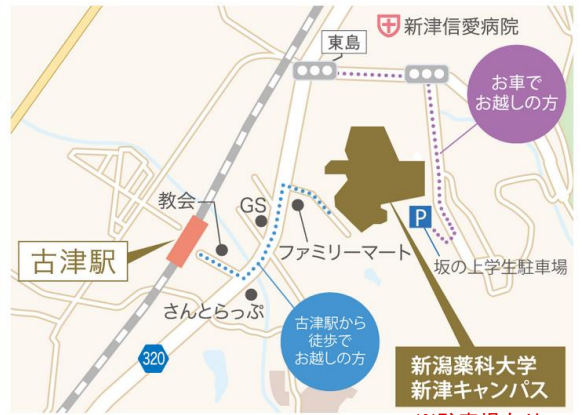 新津信愛病院
東島
お車で
お越しの方
教会
GS
P
ファミリーマート
坂の上学生駐車場
古津駅
さんとらっぷ
古津駅から
徒歩で
お越しの方
320
新潟薬科大学
新津キャンパス